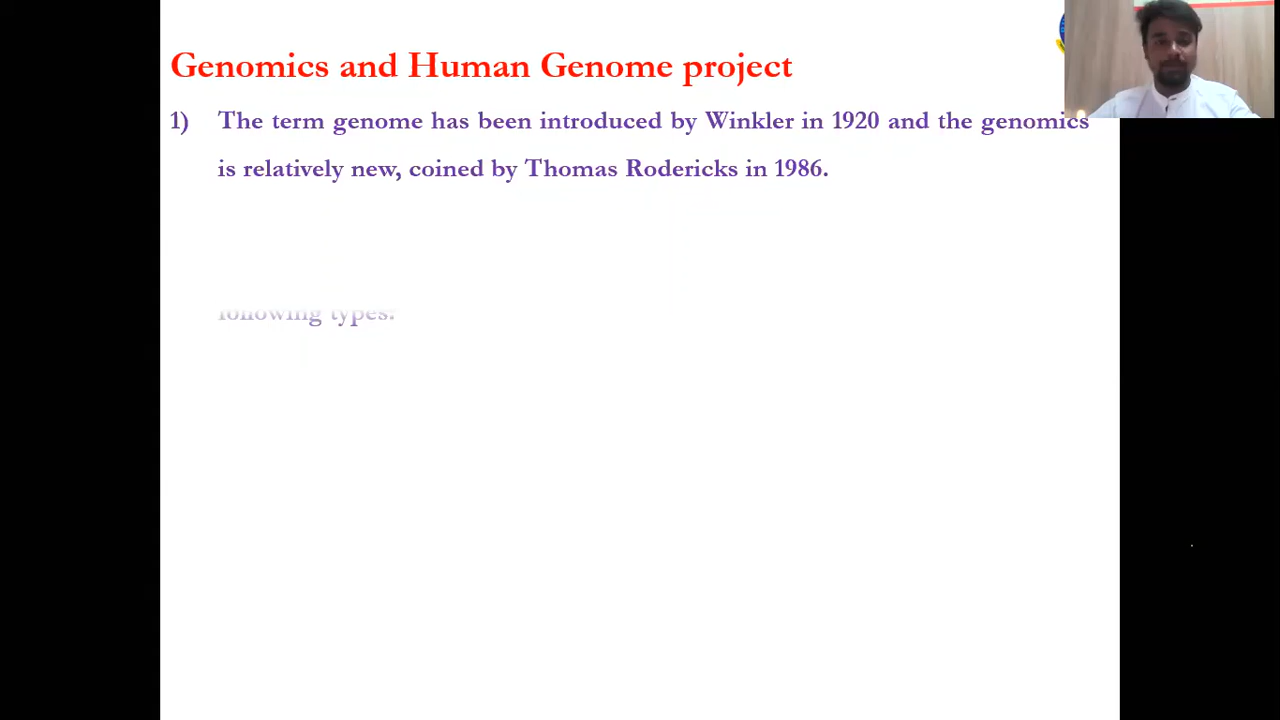 Genomics and Human Genome project
1) The term genome has been introduced by Winkler in 1920 and the genomics
is relatively new, coined by Thomas Rodericks in 1986.
following types: